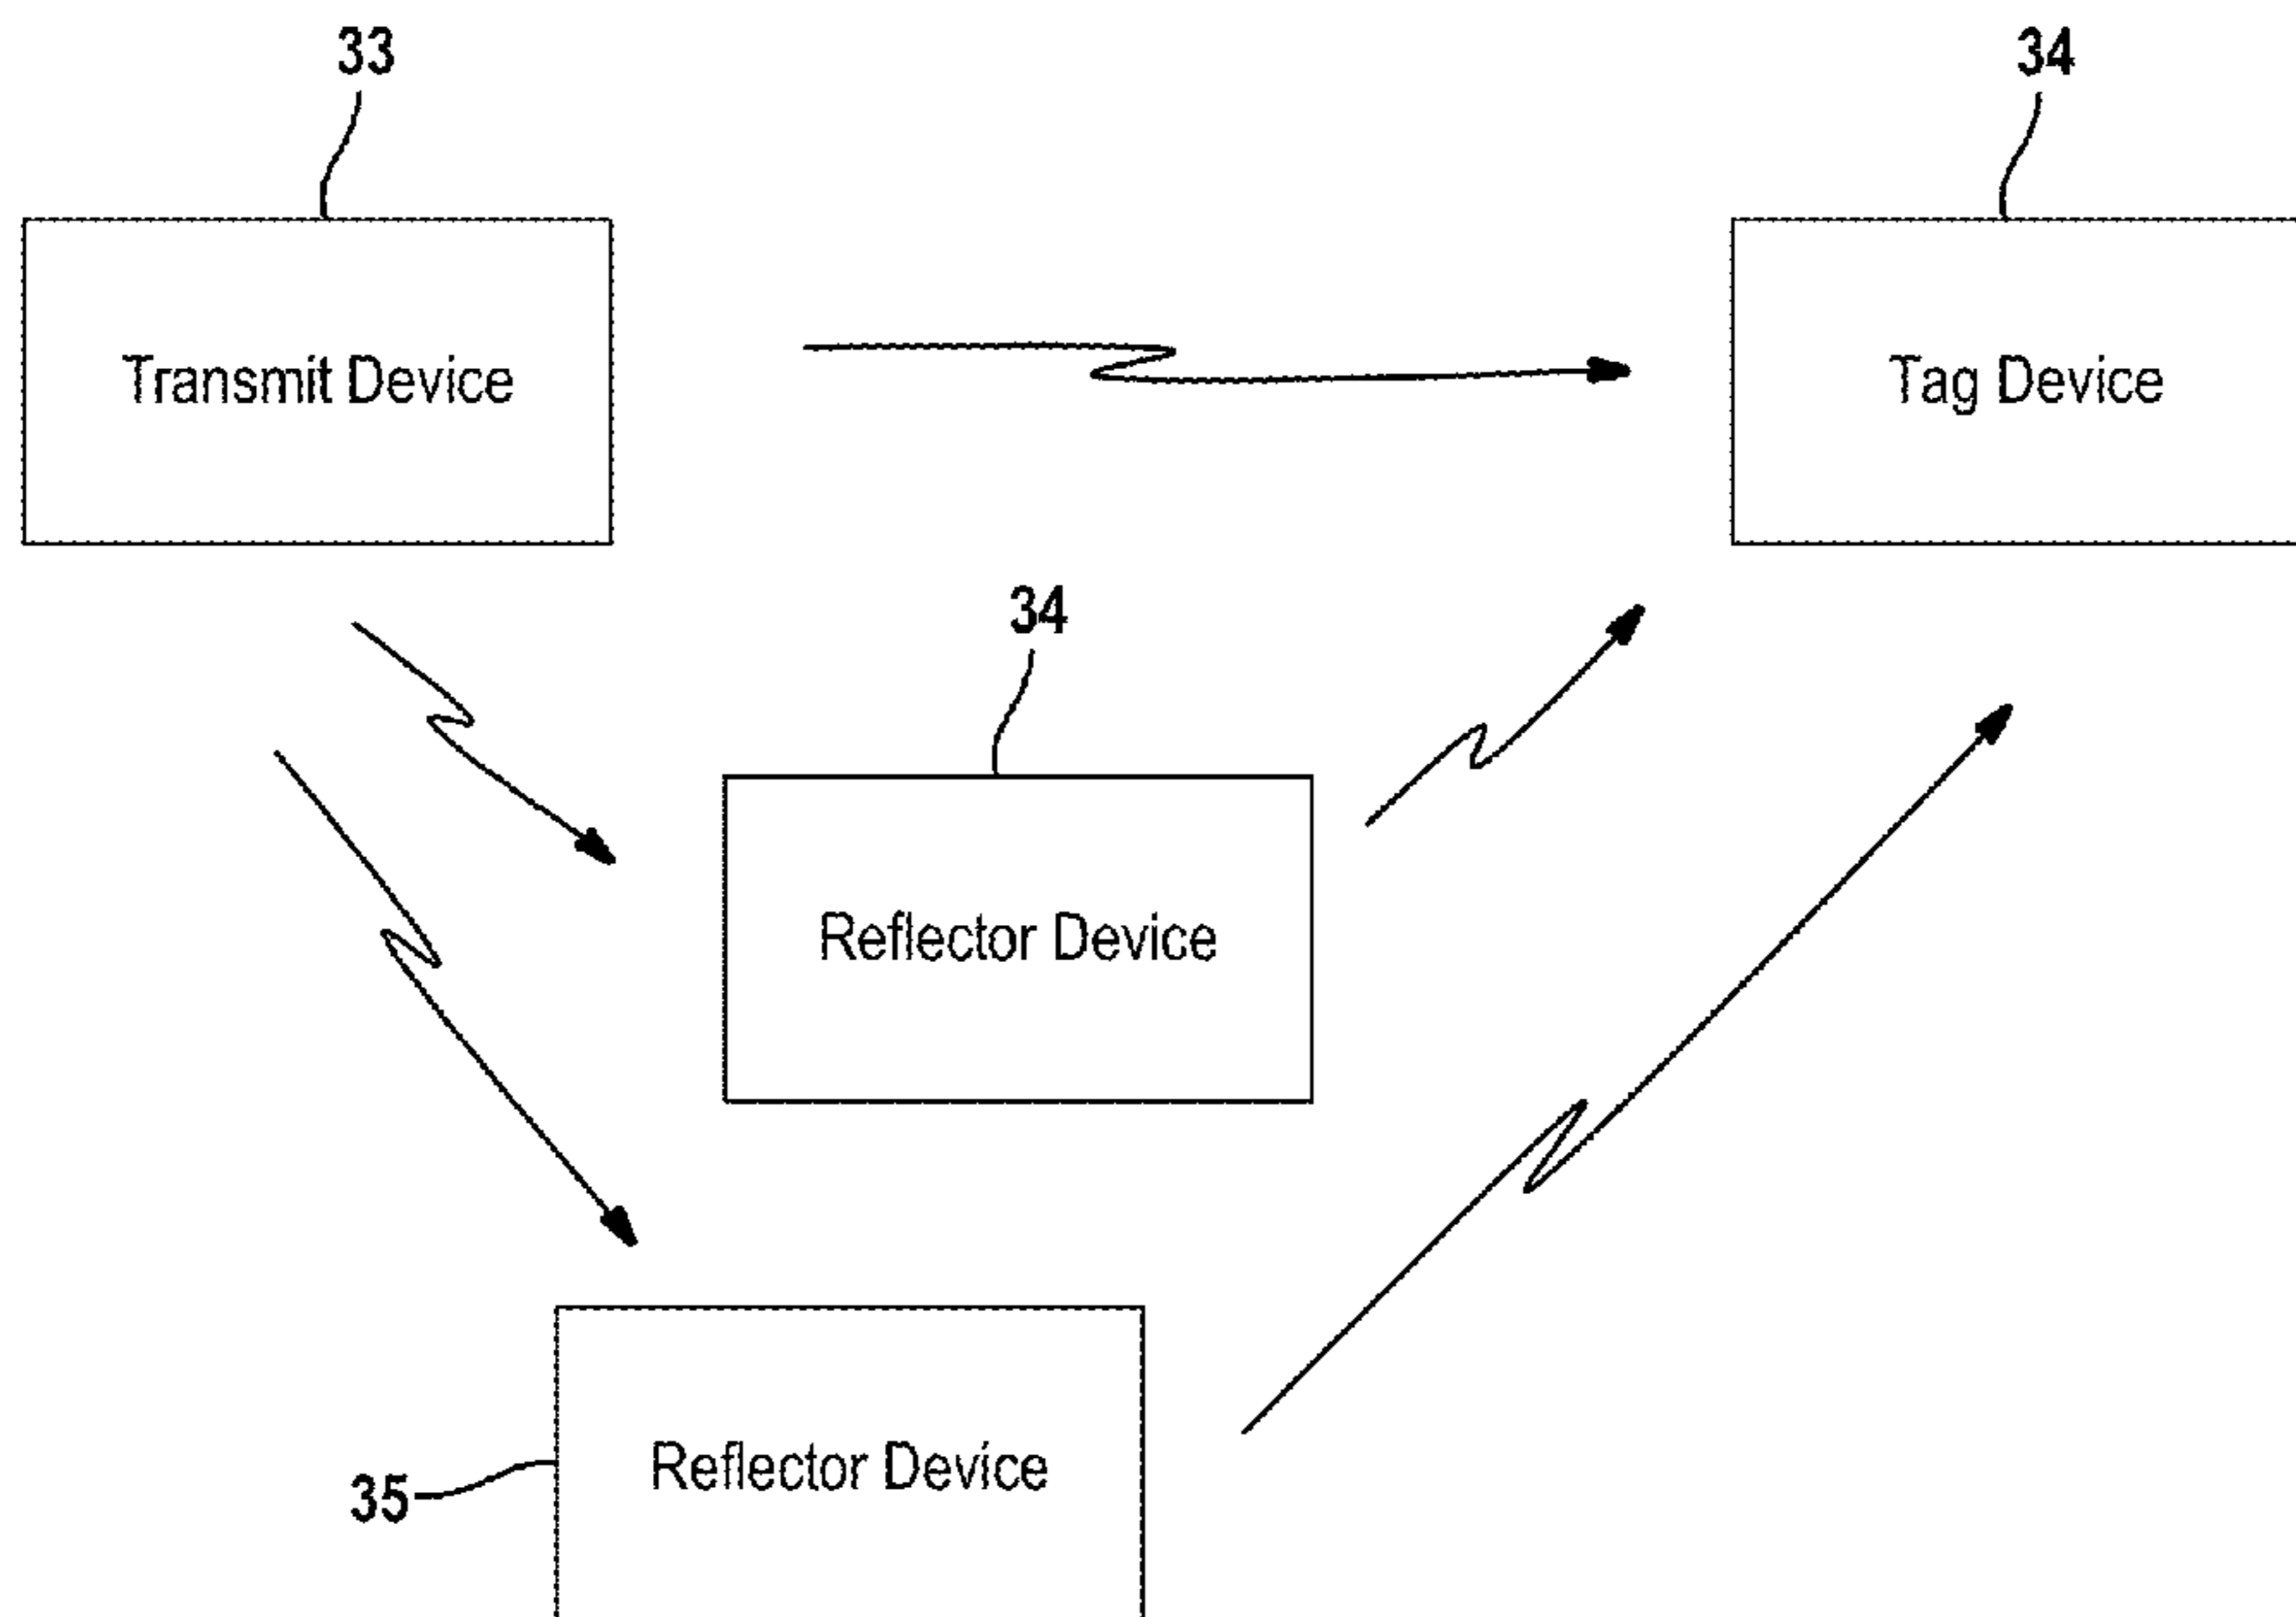 33
34
Transmit Device
Tag Device
34
Reflector Device
Reflector Device
35